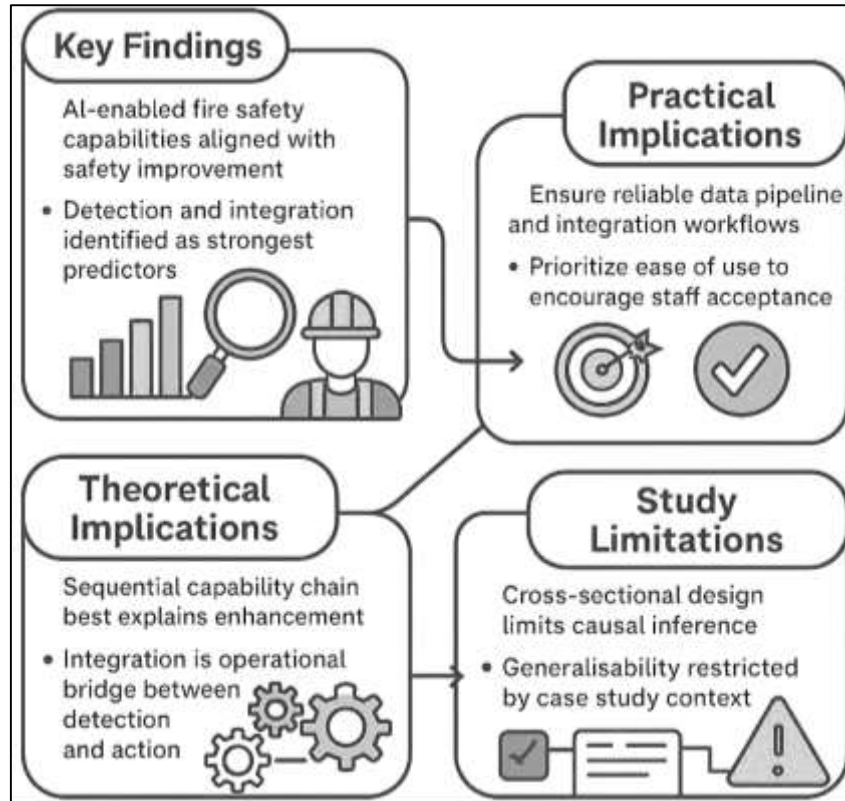 Key Findings
AI-enabled fire safety
capabilities aligned with
safety improvement
• Detection and integration
identified as strongest
predictors
Practical
Implications
Ensure reliable data pipeline
and integration workflows
• Prioritize ease of use to
encourage staff acceptance
Theoretical
Implications
Sequential capability chain
best explains enhancement
• Integration is operational
bridge between
detection
and action
Study
Limitations
Cross-sectional design
limits causal inference
• Generalisability restricted
by case study context